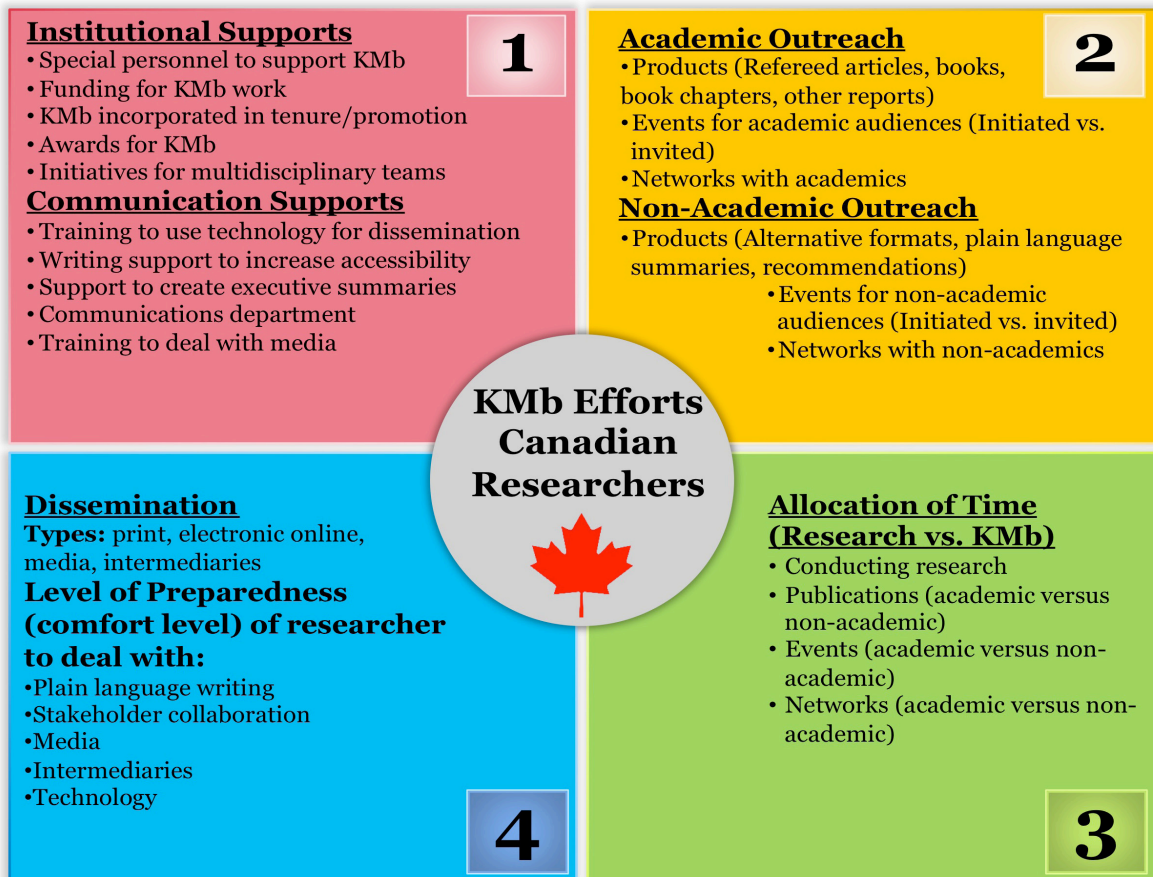 Institutional Supports
• Special personnel to support KMb
• Funding for KMb work
• KMb incorporated in tenure/promotion
• Awards for KMb
• Initiatives for multidisciplinary teams
Communication Supports
• Training to use technology for dissemination
• Writing support to increase accessibility
• Support to create executive summaries
• Communications department
• Training to deal with media
1
Academic Outreach
• Products (Refereed articles, books,
book chapters, other reports)
• Events for academic audiences (Initiated vs.
invited)
• Networks with academics
Non-Academic Outreach
• Products (Alternative formats, plain language
summaries, recommendations)
• Events for non-academic
audiences (Initiated vs. invited)
• Networks with non-academics
2
KMb Efforts
Canadian
Researchers
Allocation of Time
(Research vs. KMb)
• Conducting research
• Publications (academic versus
non-academic)
• Events (academic versus non-
academic)
• Networks (academic versus non-
academic)
3
Dissemination
Types: print, electronic online,
media, intermediaries
Level of Preparedness
(comfort level) of researcher
to deal with:
•Plain language writing
•Stakeholder collaboration
•Media
•Intermediaries
•Technology
4